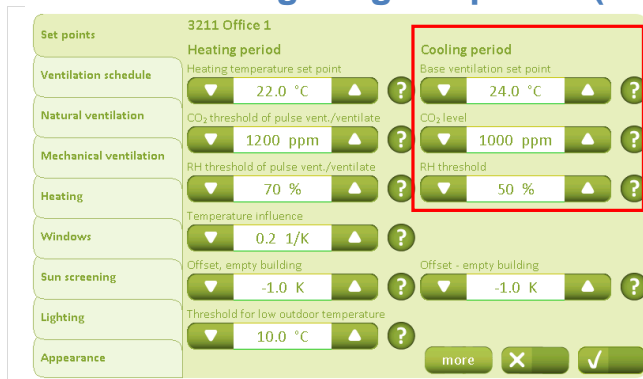 Set points
Ventilation schedule
Natural ventilation
Mechanical ventilation
Heating
Windows
Sun screening
Lighting
Appearance
3211 Office 1
Heating period
Heating temperature set point
22.0 °C ?
CO₂ threshold of pulse vent./ventilate
1200 ppm ?
RH threshold of pulse vent./ventilate
70 % ?
Temperature influence
0.2 1/K ?
Offset, empty building
-1.0 K ?
Threshold for low outdoor temperature
10.0 °C ?
Cooling period
Base ventilation set point
24.0 °C ?
CO₂ level
1000 ppm ?
RH threshold
50 % ?
Offset - empty building
-1.0 K ?
more